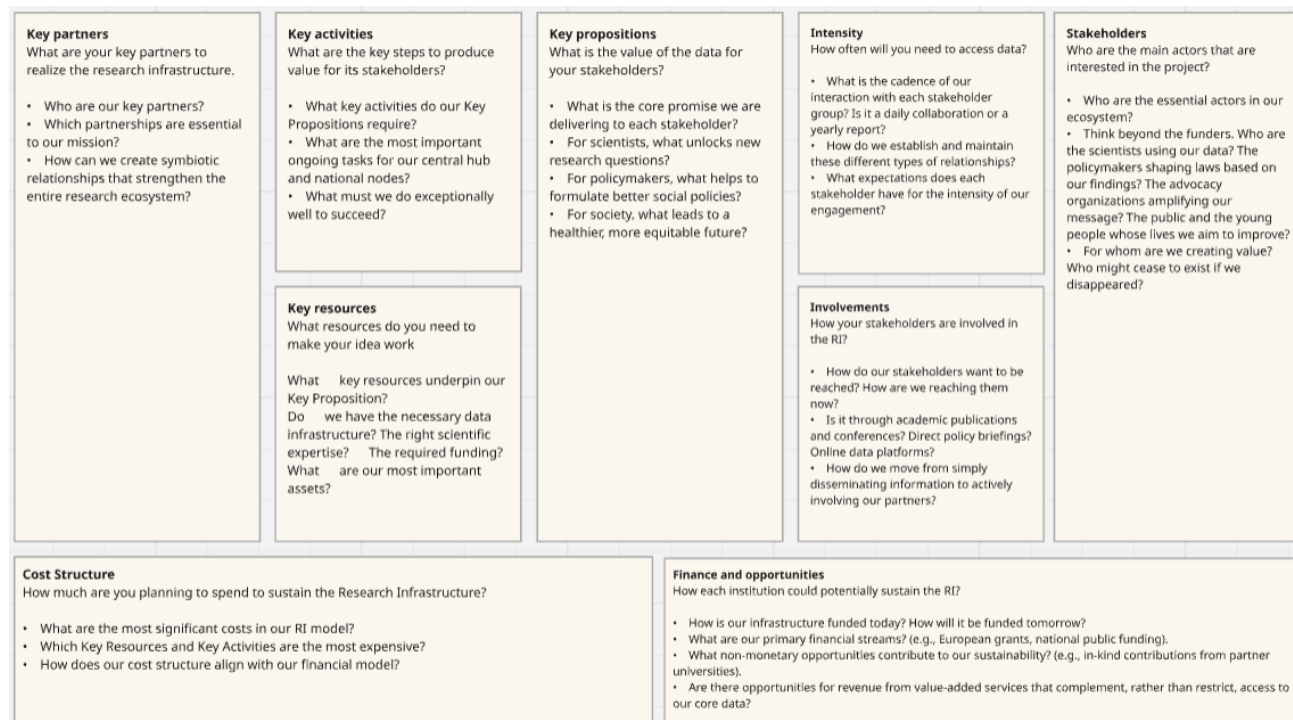 Key partners
What are your key partners to
realize the research infrastructure.
• Who are our key partners?
• Which partnerships are essential
to our mission?
• How can we create symbiotic
relationships that strengthen the
entire research ecosystem?
Key activities
What are the key steps to produce
value for its stakeholders?
• What key activities do our Key
Propositions require?
• What are the most important
ongoing tasks for our central hub
and national nodes?
• What must we do exceptionally
well to succeed?
Key resources
What resources do you need to
make your idea work
What key resources underpin our
Key Proposition?
Do we have the necessary data
infrastructure? The right scientific
expertise? The required funding?
What are our most important
assets?
Key propositions
What is the value of the data for
your stakeholders?
• What is the core promise we are
delivering to each stakeholder?
• For scientists, what unlocks new
research questions?
• For policymakers, what helps to
formulate better social policies?
• For society, what leads to a
healthier, more equitable future?
Intensity
How often will you need to access data?
• What is the cadence of our
interaction with each stakeholder
group? Is it a daily collaboration or a
yearly report?
• How do we establish and maintain
these different types of relationships?
• What expectations does each
stakeholder have for the intensity of our
engagement?
Involvements
How your stakeholders are involved in
the RI?
• How do our stakeholders want to be
reached? How are we reaching them
now?
• Is it through academic publications
and conferences? Direct policy briefings?
Online data platforms?
• How do we move from simply
disseminating information to actively
involving our partners?
Stakeholders
Who are the main actors that are
interested in the project?
• Who are the essential actors in our
ecosystem?
• Think beyond the funders. Who are
the scientists using our data? The
policymakers shaping laws based on
our findings? The advocacy
organizations amplifying our
message? The public and the young
people whose lives we aim to improve?
• For whom are we creating value?
Who might cease to exist if we
disappeared?
Cost Structure
How much are you planning to spend to sustain the Research Infrastructure?
• What are the most significant costs in our RI model?
• Which Key Resources and Key Activities are the most expensive?
• How does our cost structure align with our financial model?
Finance and opportunities
How each institution could potentially sustain the RI?
• How is our infrastructure funded today? How will it be funded tomorrow?
• What are our primary financial streams? (e.g., European grants, national public funding).
• What non-monetary opportunities contribute to our sustainability? (e.g., in-kind contributions from partner
universities).
• Are there opportunities for revenue from value-added services that complement, rather than restrict, access to
our core data?